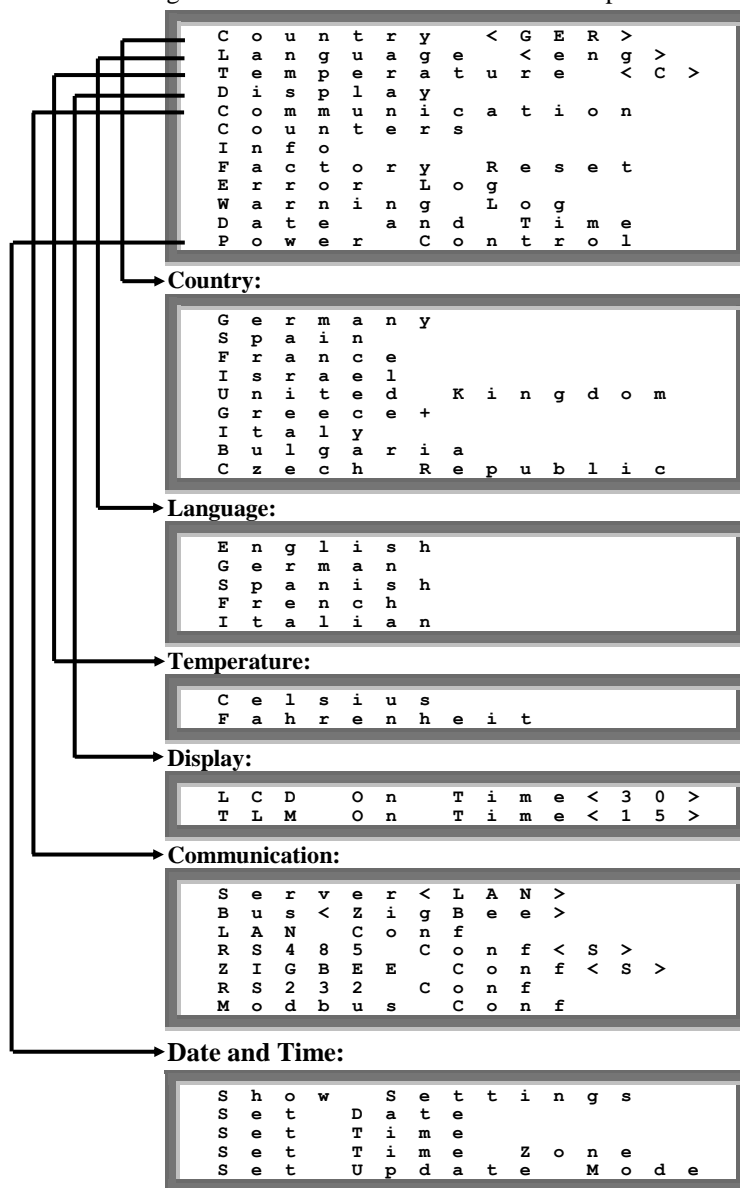 Country <GER>
Language <eng>
Temperature <C>
Display
Communication
Counters
Info
Factory Reset
Error Log
Warning Log
Date and Time
Power Control
Country:
Germany
Spain
France
Israel
United Kingdom
Greece+
Italy
Bulgaria
Czech Republic
Language:
English
German
Spanish
French
Italian
Temperature:
Celsius
Fahrenheit
Display:
LCD On Time<30>
TLM On Time<15>
Communication:
Server<LAN>
Bus<ZigBee>
LAN Conf
RS485 Conf<S>
ZIGBEE Conf<S>
RS232 Conf
Modbus Conf
Date and Time:
Show Settings
Set Date
Set Time
Set Time Zone
Set Update Mode